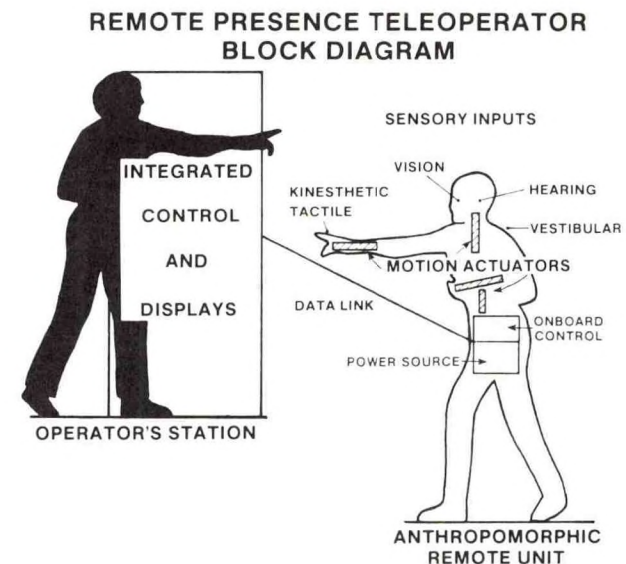 REMOTE PRESENCE TELEOPERATOR
BLOCK DIAGRAM
INTEGRATED
CONTROL
AND
DISPLAYS
OPERATOR'S STATION
SENSORY INPUTS
VISION
HEARING
KINESTHETIC
TACTILE
VESTIBULAR
MOTION ACTUATORS
DATA LINK
ONBOARD
CONTROL
POWER SOURCE
ANTHROPOMORPHIC
REMOTE UNIT